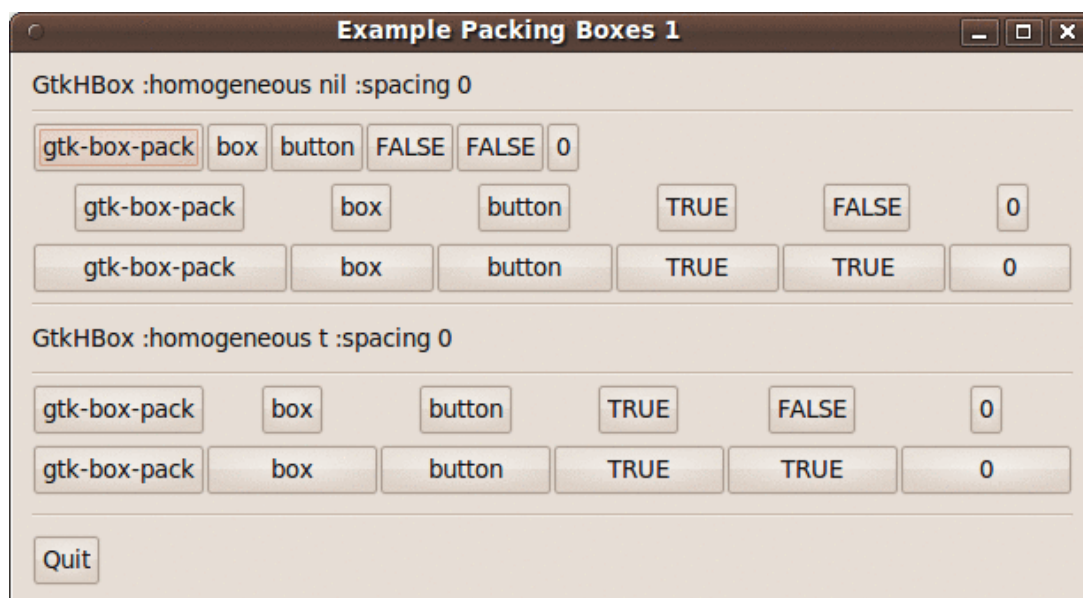 Example Packing Boxes 1
GtkHBox :homogeneous nil :spacing 0
gtk-box-pack box button FALSE FALSE 0
gtk-box-pack box button TRUE FALSE 0
gtk-box-pack box button TRUE TRUE 0
GtkHBox :homogeneous t :spacing 0
gtk-box-pack box button TRUE FALSE 0
gtk-box-pack box button TRUE TRUE 0
Quit